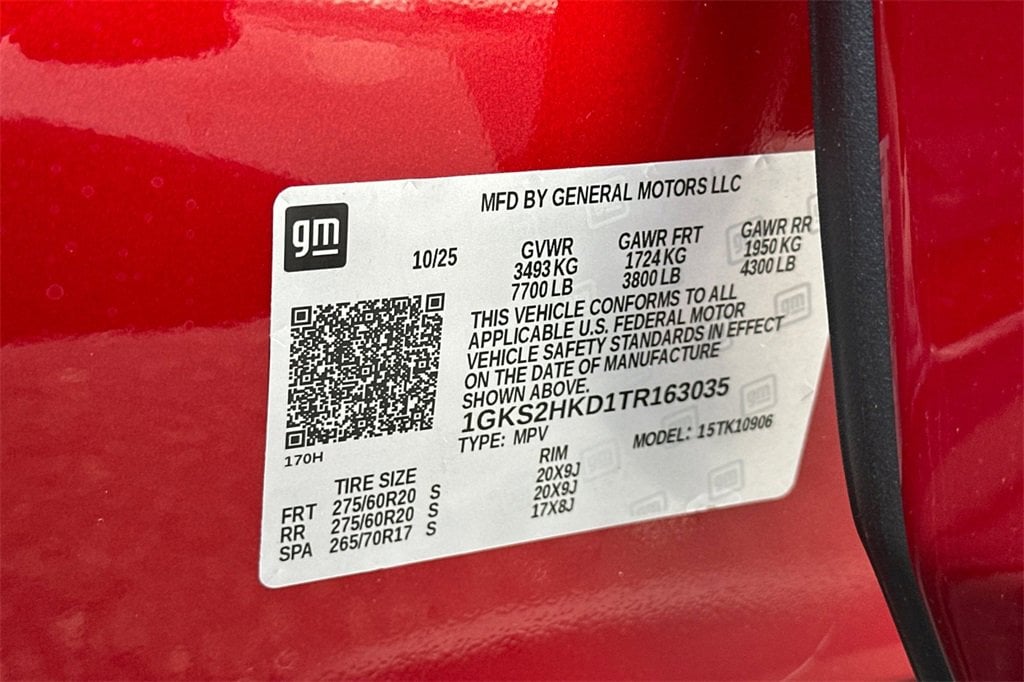 MFD BY GENERAL MOTORS LLC
gm
10/25
GVWR GAWR FRT GAWR RR
3493 KG 1724 KG 1950 KG
7700 LB 3800 LB 4300 LB
THIS VEHICLE CONFORMS TO ALL
APPLICABLE U.S. FEDERAL MOTOR
VEHICLE SAFETY STANDARDS IN EFFECT
ON THE DATE OF MANUFACTURE
SHOWN ABOVE.
1GKS2HKD1TR163035
TYPE: MPV MODEL: 15TK10906
170H
TIRE SIZE RIM
FRT 275/60R20 S 20X9J
RR 275/60R20 S 20X9J
SPA 265/70R17 S 17X8J